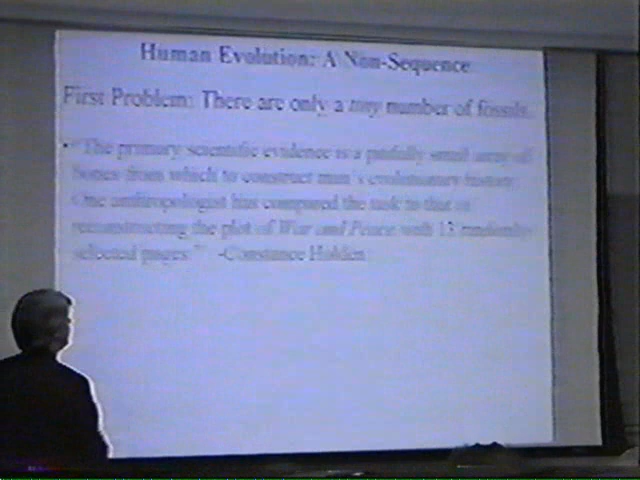 Human Evolution: A Non-Sequence
First Problem: There are only a tiny number of fossils.
• "The primary scientific evidence is a pitifully small array of
bones from which to construct man's evolutionary history.
One anthropologist has compared the task to that of
reconstructing the plot of War and Peace with 13 randomly
selected pages." -Constance Holden